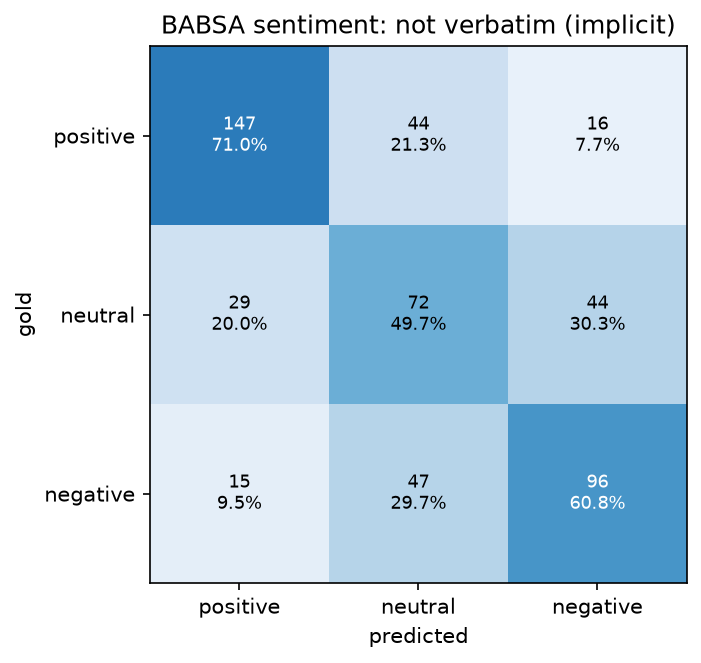 BABSA sentiment: not verbatim (implicit)
positive
147
71.0%
44
21.3%
16
7.7%
gold
neutral
29
20.0%
72
49.7%
44
30.3%
negative
15
9.5%
47
29.7%
96
60.8%
positive
neutral
negative
predicted